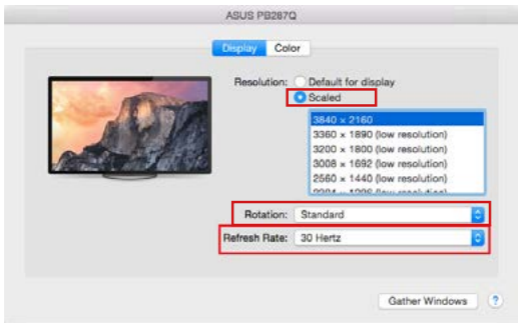 ASUS PB287Q
Display Color
Resolution: Default for display
Scaled
3840 × 2160
3360 × 1890 (low resolution)
3200 × 1800 (low resolution)
3008 × 1692 (low resolution)
2560 × 1440 (low resolution)
Rotation: Standard
Refresh Rate: 30 Hertz
Gather Windows ?